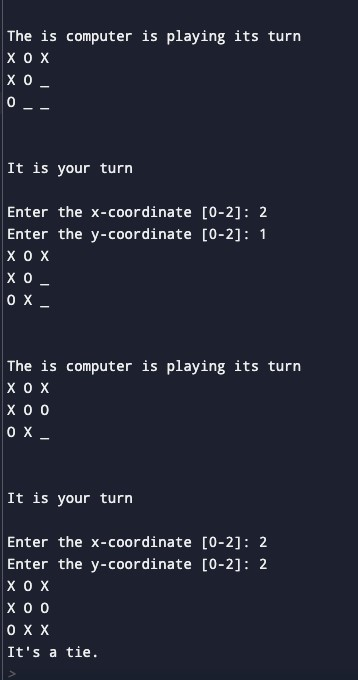 The is computer is playing its turn
X O X
X O _
O _ _
It is your turn
Enter the x-coordinate [0-2]: 2
Enter the y-coordinate [0-2]: 1
X O X
X O _
O X _
The is computer is playing its turn
X O X
X O O
O X _
It is your turn
Enter the x-coordinate [0-2]: 2
Enter the y-coordinate [0-2]: 2
X O X
X O O
O X X
It's a tie.
>